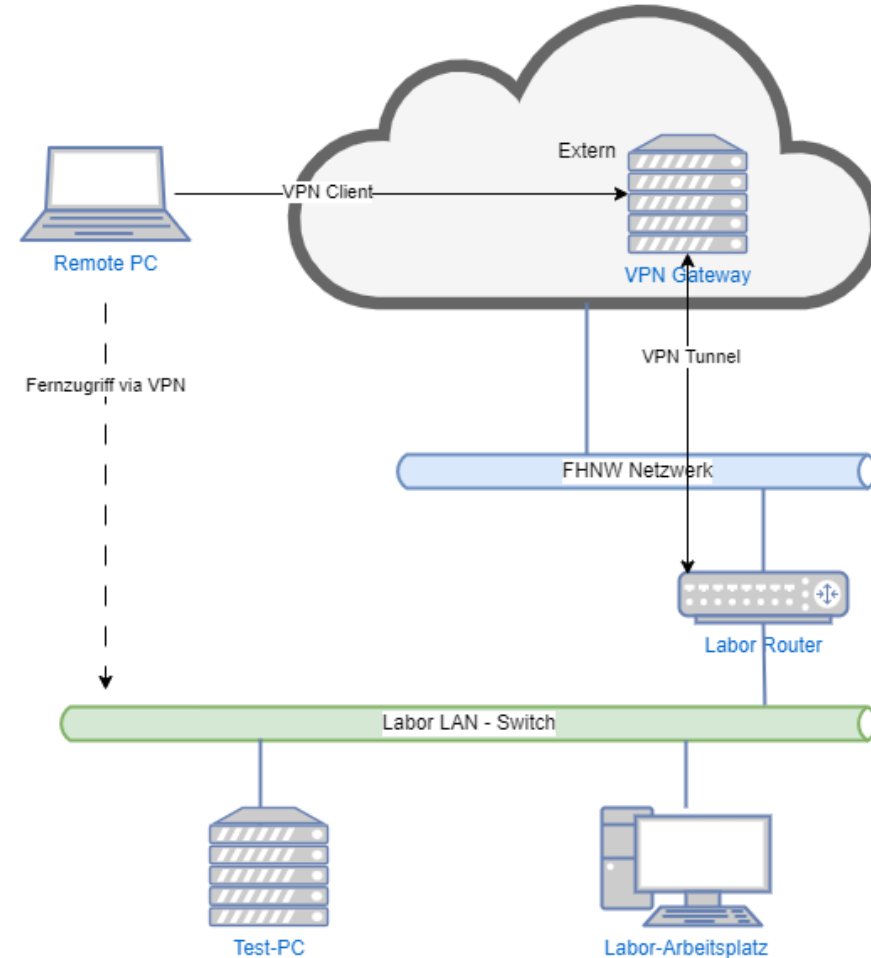 Extern
VPN Client
Remote PC
VPN Gateway
VPN Tunnel
Fernzugriff via VPN
FHNW Netzwerk
Labor Router
Labor LAN - Switch
Test-PC
Labor-Arbeitsplatz